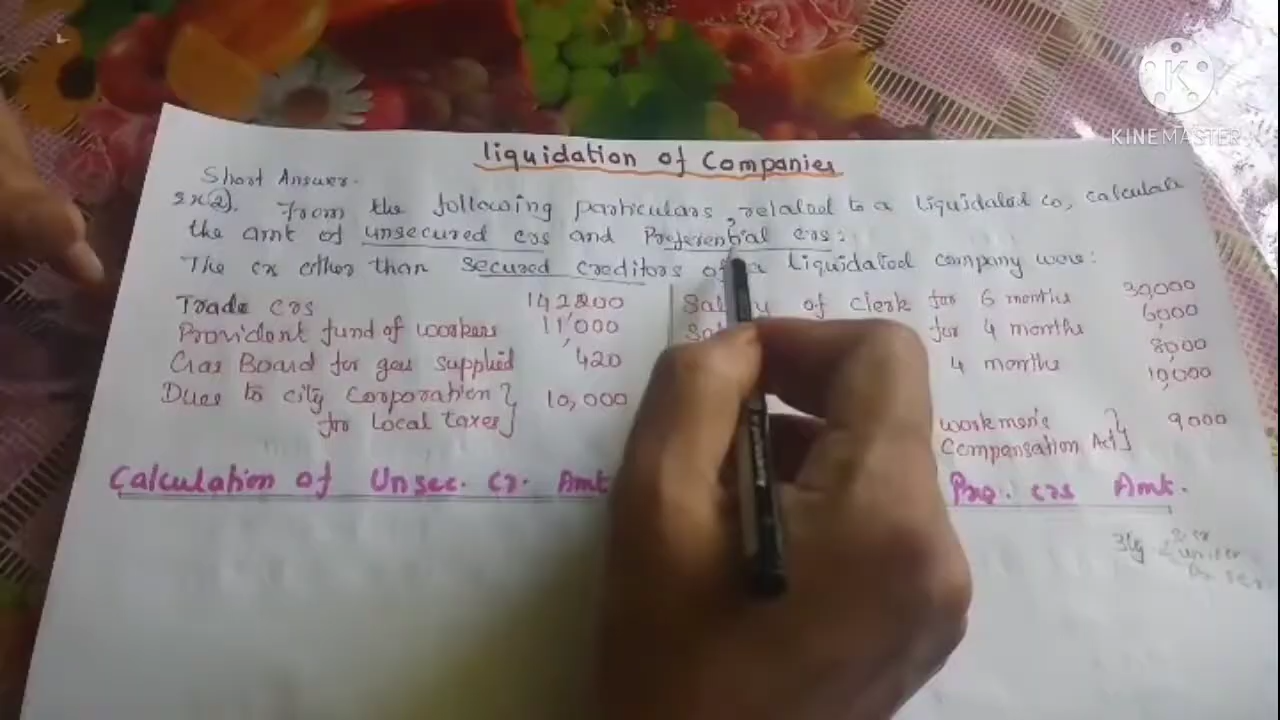 liquidation of Companies
Short Answer.
Ex(2). From the following particulars, related to a liquidated co, calculate
the amt of unsecured crs and Preferential crs:
The cr other than secured creditors of a liquidated company were:
Trade crs 142800
Provident fund of workers 11,000
Gas Board for gas supplied 420
Dues to city Corporation
for Local taxes 10,000
Salary of Clerk for 6 months 30,000
for 4 months 6000
4 months 8000
10,000
workmen's
Compensation Act 9000
Calculation of Unsec. Cr. Amt
Pre. crs Amt.
KINEMASTER